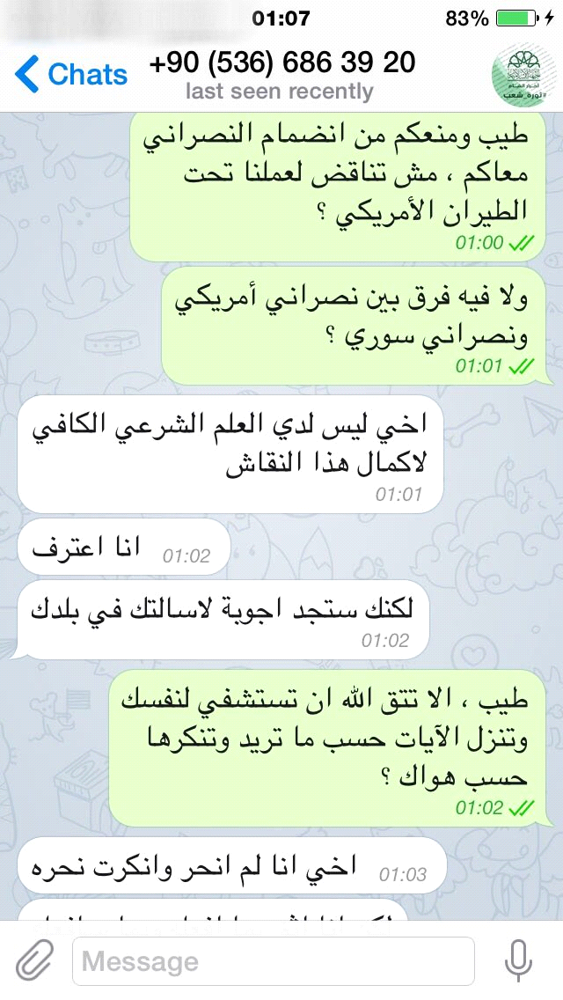 01:07
83%
Chats
+90 (536) 686 39 20
last seen recently
#ثورة_شعب
طيب ومنعكم من انضمام النصراني
معاكم ، مش تناقض لعملنا تحت
الطيران الأمريكي ؟
01:00
ولا فيه فرق بين نصراني أمريكي
ونصراني سوري ؟
01:01
اخي ليس لدي العلم الشرعي الكافي
لاكمال هذا النقاش
01:01
انا اعترف
01:02
لكنك ستجد اجوبة لاسالتك في بلدك
01:02
طيب ، الا تتق الله ان تستشفي لنفسك
وتنزل الآيات حسب ما تريد وتنكرها
حسب هواك ؟
01:02
اخي انا لم انحر وانكرت نحره
01:03
Message